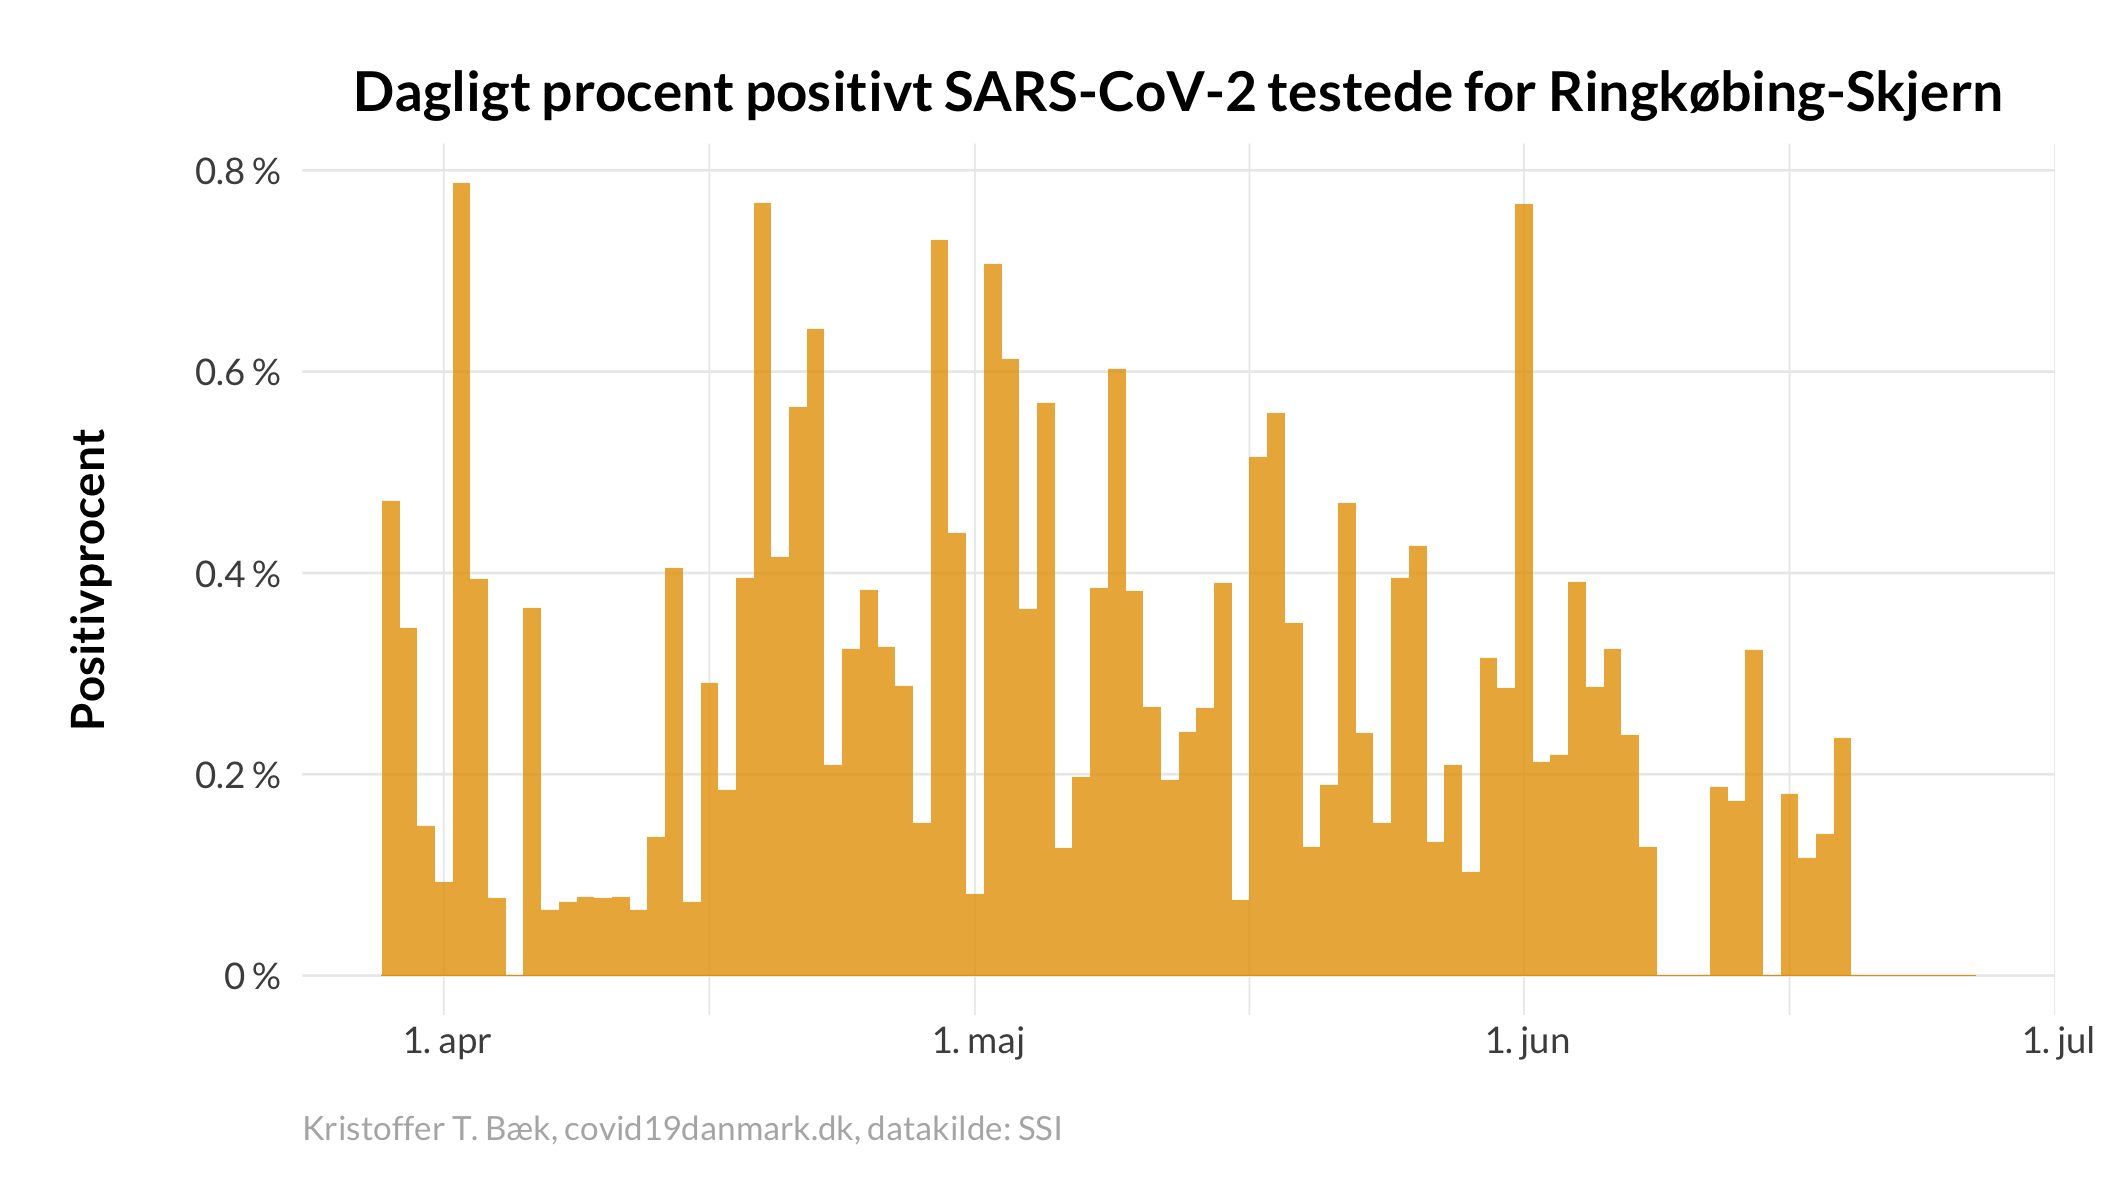 Dagligt procent positivt SARS-CoV-2 testede for Ringkøbing-Skjern
Positivprocent
0.8 %
0.6 %
0.4 %
0.2 %
0 %
1. apr
1. maj
1. jun
1. jul
Kristoffer T. Bæk, covid19danmark.dk, datakilde: SSI